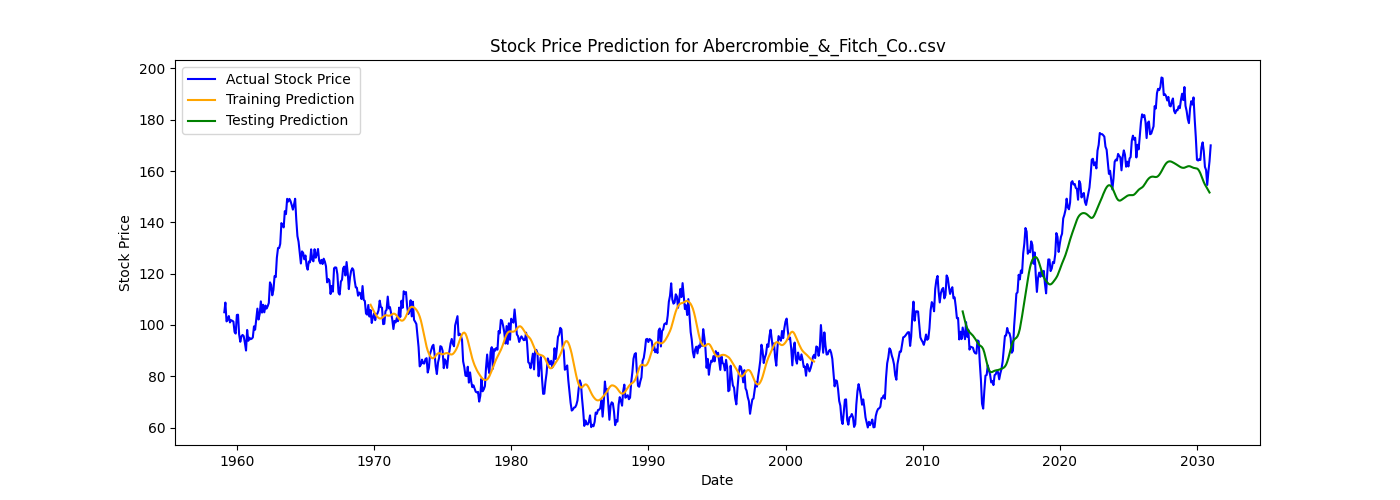 Stock Price Prediction for Abercrombie_&_Fitch_Co..csv
Actual Stock Price
Training Prediction
Testing Prediction
Stock Price
200
180
160
140
120
100
80
60
1960
1970
1980
1990
2000
2010
2020
2030
Date